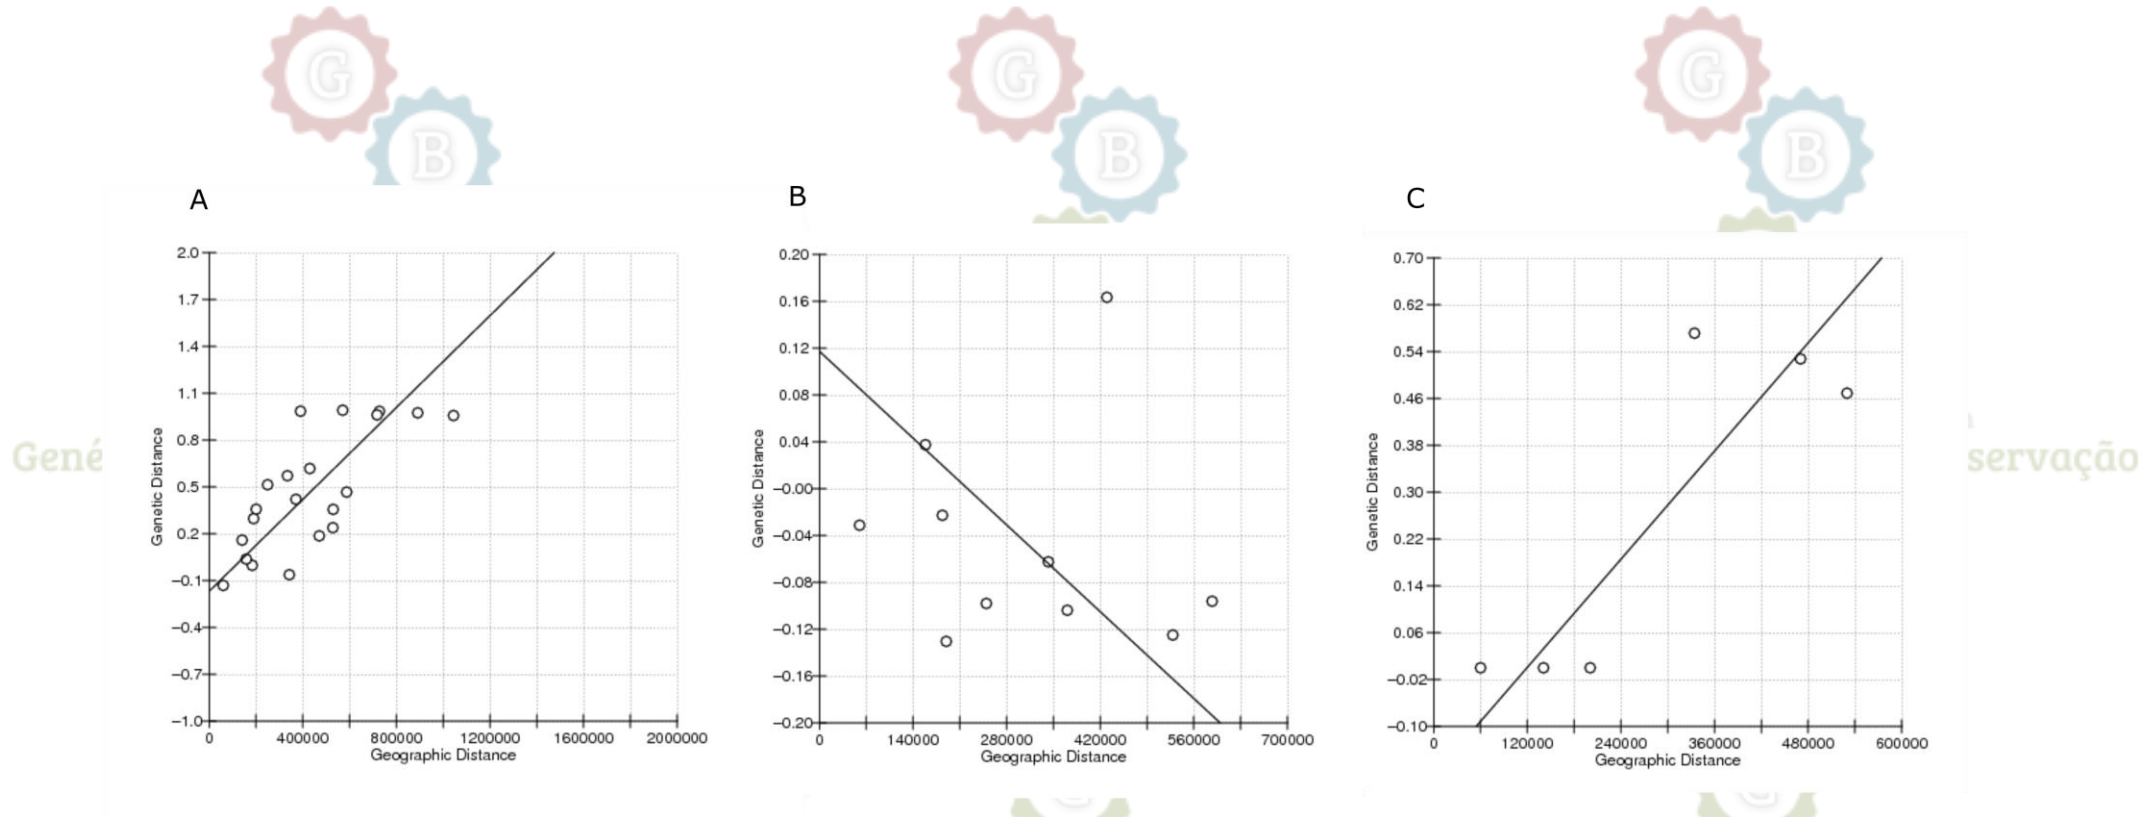 G
G
G
B
B
B
A
B
C
2.0
1.7
1.4
1.1
0.8
0.5
0.2
−0.1
−0.4
−0.7
−1.0
Genetic Distance
0 400000 800000 1200000 1600000 2000000
Geographic Distance
0.20
0.16
0.12
0.08
0.04
−0.00
−0.04
−0.08
−0.12
−0.16
−0.20
Genetic Distance
0 140000 280000 420000 560000 700000
Geographic Distance
0.70
0.62
0.54
0.46
0.38
0.30
0.22
0.14
0.06
−0.02
−0.10
Genetic Distance
0 120000 240000 360000 480000 600000
Geographic Distance
Gené
servação